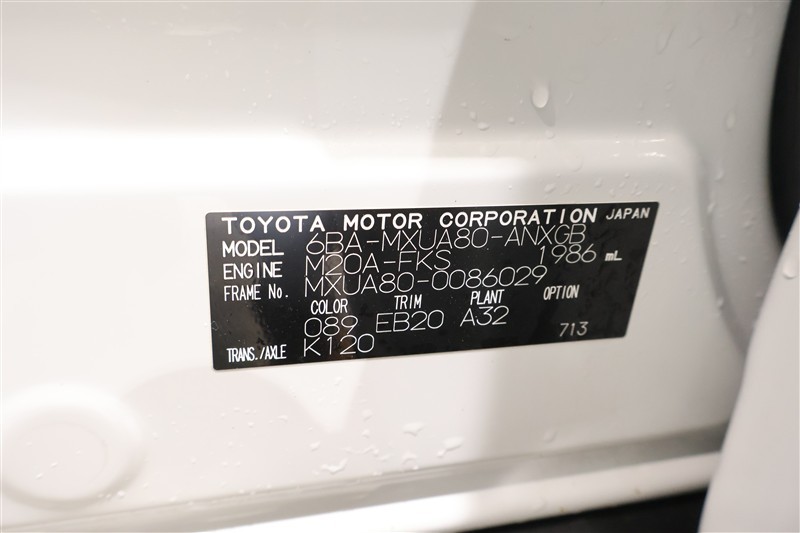 TOYOTA MOTOR CORPORATION JAPAN
MODEL 6BA-MXUA80-ANXGB
ENGINE M20A-FKS 1986 mL
FRAME No. MXUA80-0086029
COLOR TRIM PLANT OPTION
089 EB20 A32 713
TRANS./AXLE K120